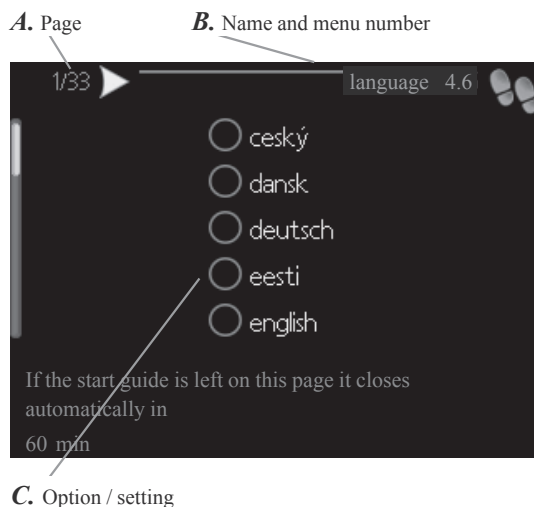 A. Page
B. Name and menu number
1/33
language 4.6
ceský
dansk
deutsch
eesti
english
If the start guide is left on this page it closes
automatically in
60 min
C. Option / setting